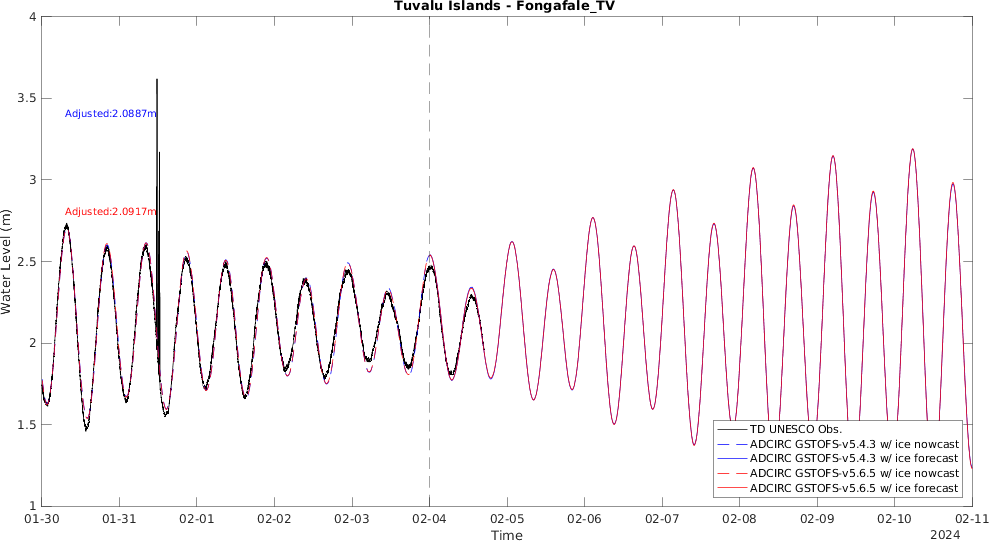 Tuvalu Islands - Fongafale_TV
4
3.5
3
2.5
2
1.5
1
Water Level (m)
Adjusted:2.0887m
Adjusted:2.0917m
TD UNESCO Obs.
ADCIRC GSTOFS-v5.4.3 w/ ice nowcast
ADCIRC GSTOFS-v5.4.3 w/ ice forecast
ADCIRC GSTOFS-v5.6.5 w/ ice nowcast
ADCIRC GSTOFS-v5.6.5 w/ ice forecast
01-30 01-31 02-01 02-02 02-03 02-04 02-05 02-06 02-07 02-08 02-09 02-10 02-11
Time
2024